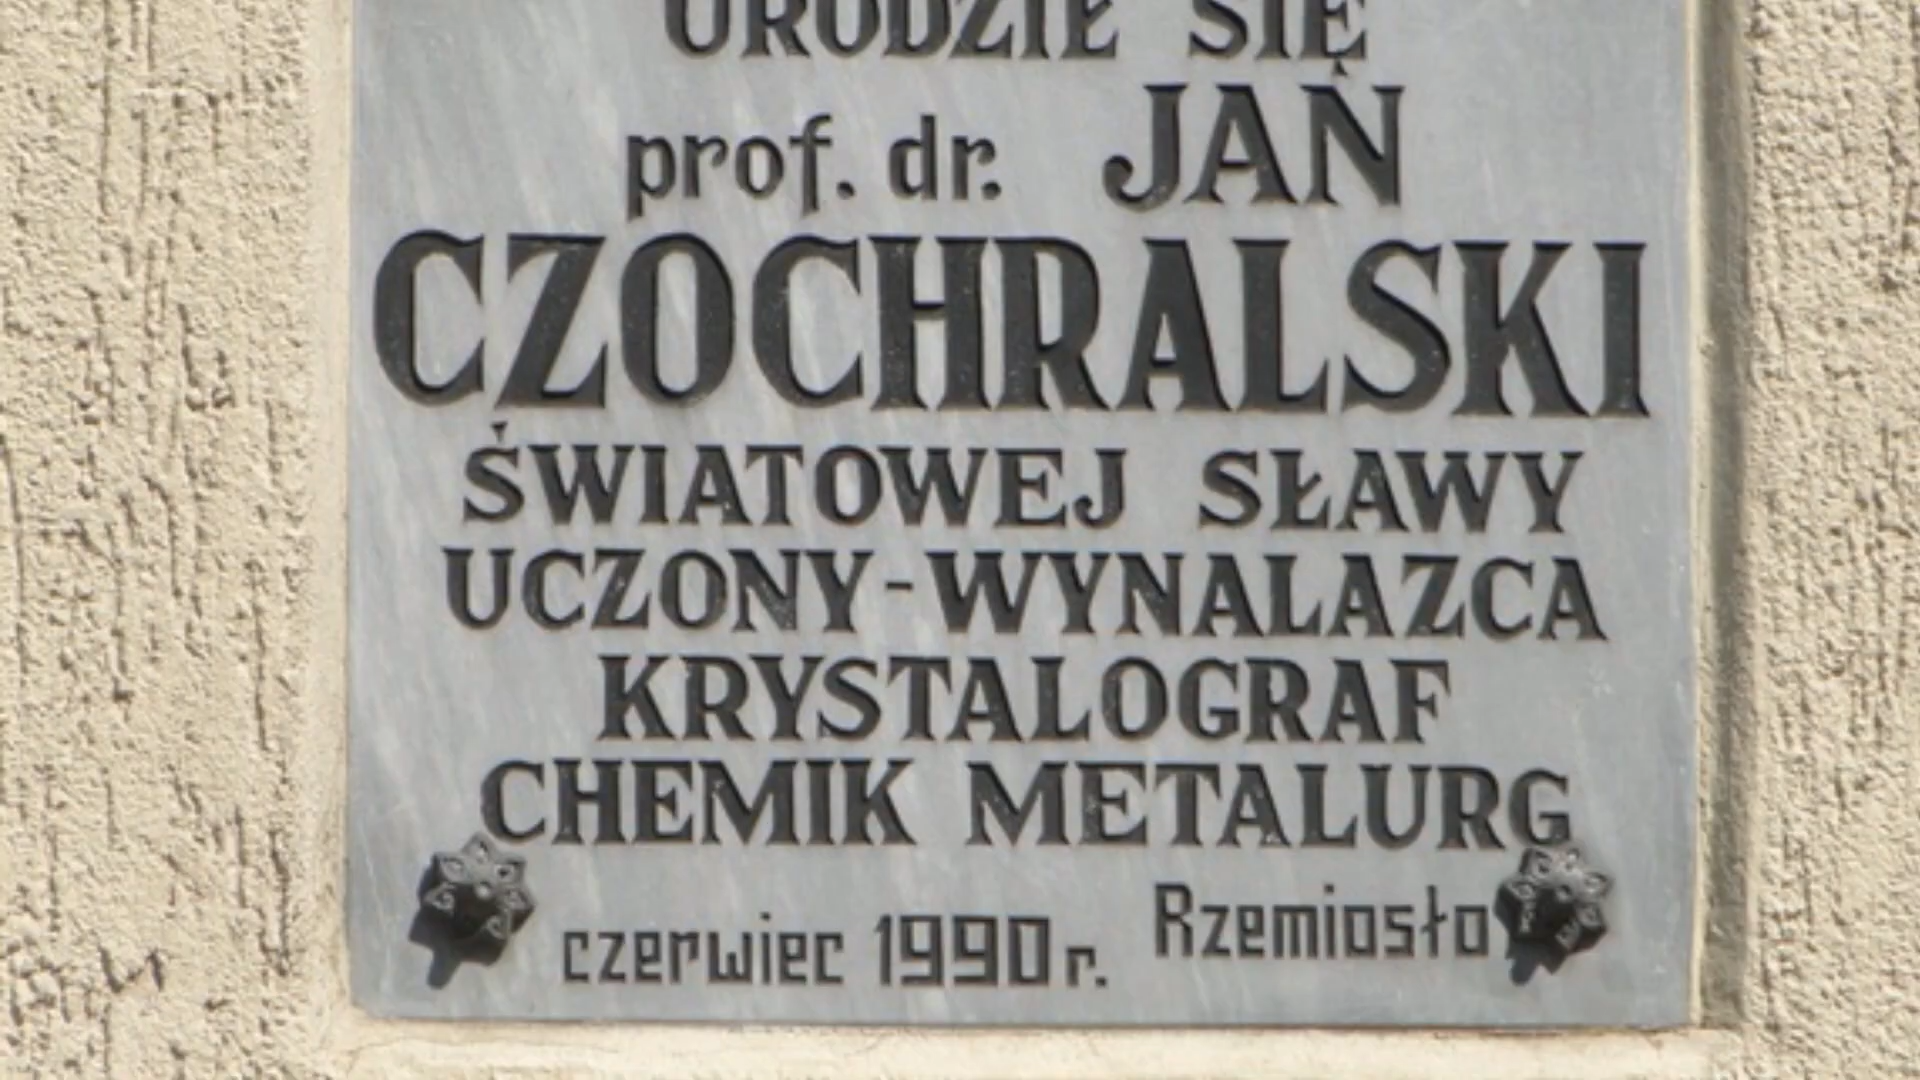 URODZIŁ SIĘ
prof. dr. JAN
CZOCHRALSKI
ŚWIATOWEJ SŁAWY
UCZONY-WYNALAZCA
KRYSTALOGRAF
CHEMIK METALURG
czerwiec 1990 r. Rzemiosło